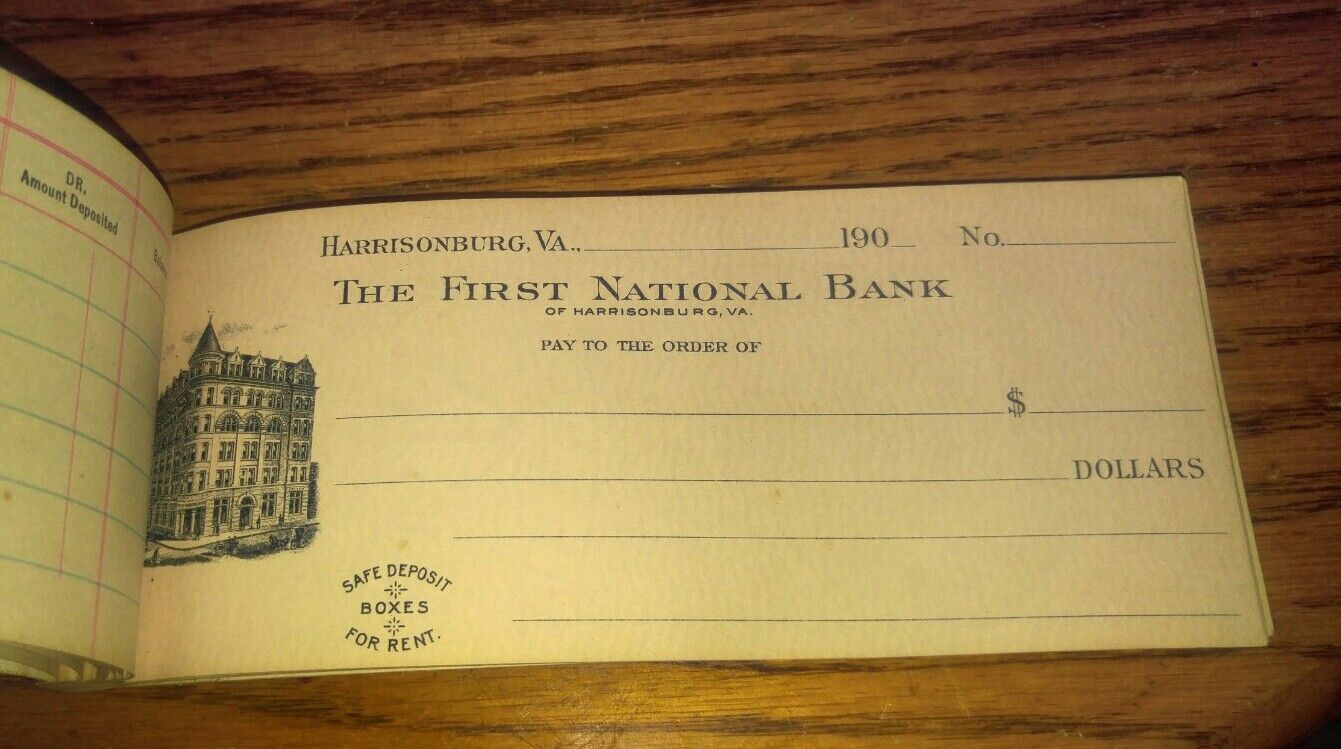 DR.
Amount Deposited
HARRISONBURG, VA., 190 No.
THE FIRST NATIONAL BANK
OF HARRISONBURG, VA.
PAY TO THE ORDER OF
$
DOLLARS
SAFE DEPOSIT
BOXES
FOR RENT.